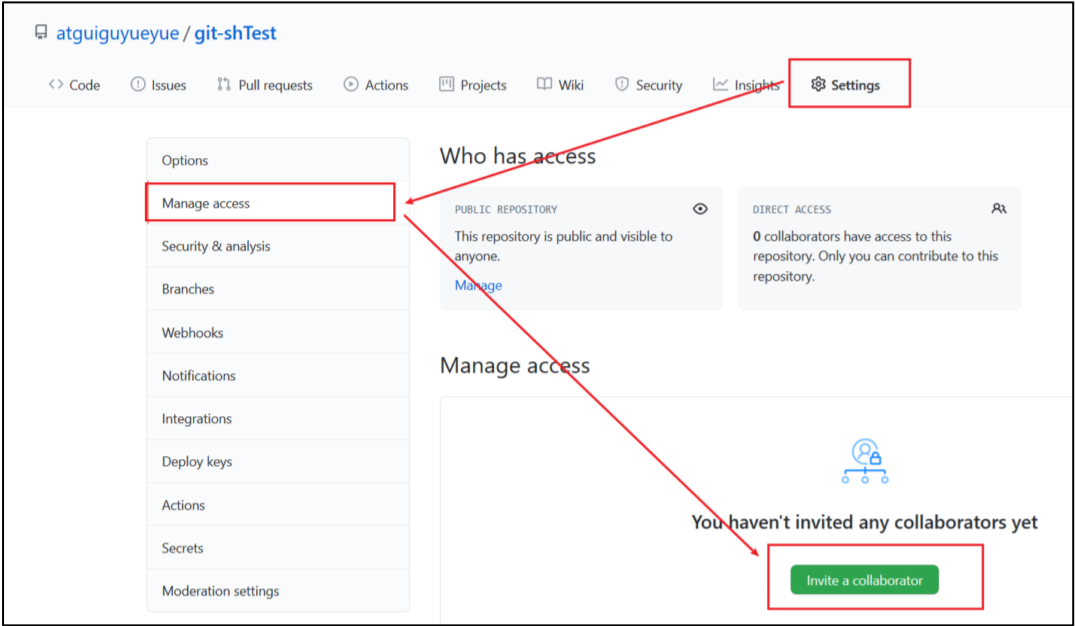 atguiguyueyue / git-shTest
Code Issues Pull requests Actions Projects Wiki Security Insights Settings
Options
Manage access
Security & analysis
Branches
Webhooks
Notifications
Integrations
Deploy keys
Actions
Secrets
Moderation settings
Who has access
PUBLIC REPOSITORY
This repository is public and visible to
anyone.
Manage
DIRECT ACCESS
0 collaborators have access to this
repository. Only you can contribute to this
repository.
Manage access
You haven't invited any collaborators yet
Invite a collaborator